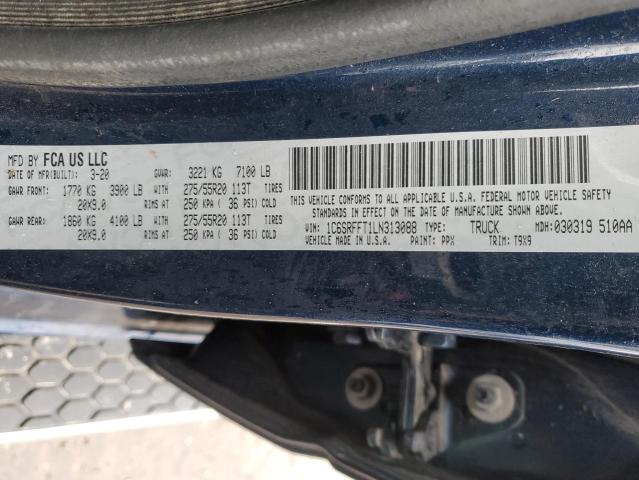 MFD BY FCA US LLC
DATE OF MFR(BUILT): 3-20 GVWR: 3221 KG 7100 LB
GAWR FRONT: 1770 KG 3900 LB WITH 275/55R20 113T TIRES
20X9.0 RIMS AT 250 KPA ( 36 PSI) COLD
GAWR REAR: 1860 KG 4100 LB WITH 275/55R20 113T TIRES
20X9.0 RIMS AT 250 KPA ( 36 PSI) COLD
THIS VEHICLE CONFORMS TO ALL APPLICABLE U.S.A. FEDERAL MOTOR VEHICLE SAFETY
STANDARDS IN EFFECT ON THE DATE OF MANUFACTURE SHOWN ABOVE.
VIN: 1C6SRFFT1LN313088 TYPE: TRUCK MDH: 030319 510AA
VEHICLE MADE IN U.S.A. PAINT: PPX TRIM: T9X9